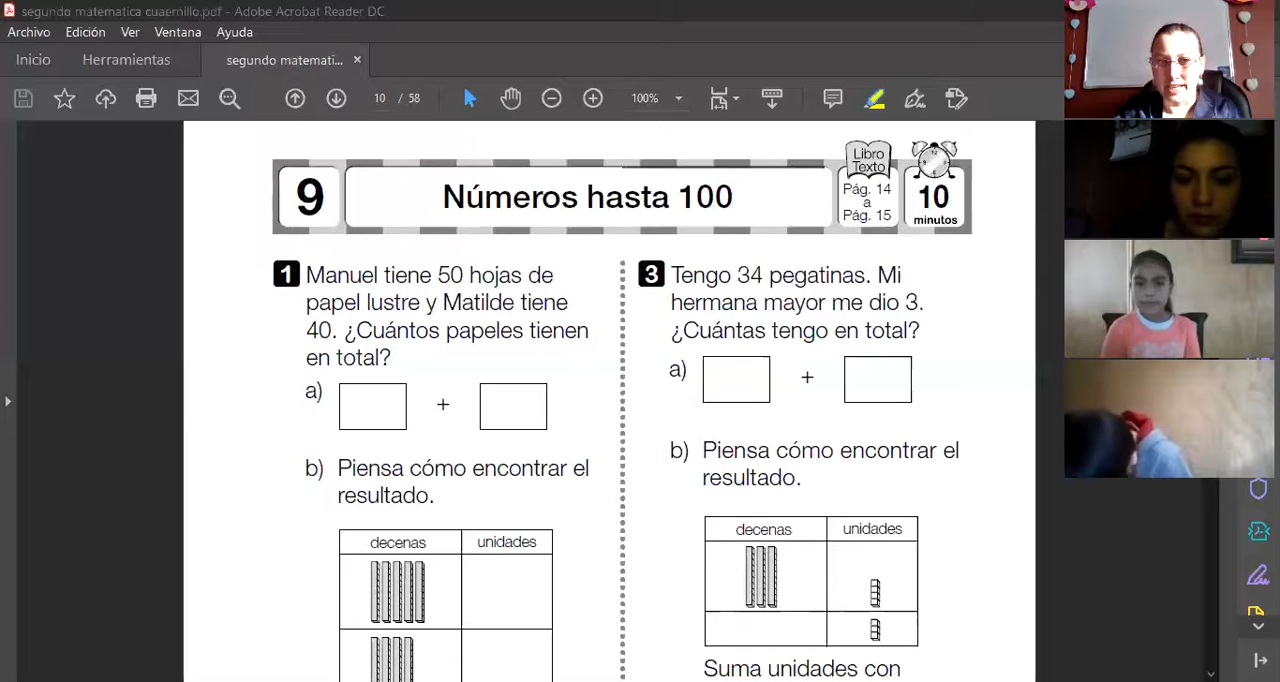 segundo matematica cuaernillo.pdf - Adobe Acrobat Reader DC
Archivo Edición Ver Ventana Ayuda
Inicio Herramientas segundo matemati... ×
10 / 58 100%
9 Números hasta 100
Libro
Texto
Pág. 14
a
Pág. 15
10
minutos
1 Manuel tiene 50 hojas de
papel lustre y Matilde tiene
40. ¿Cuántos papeles tienen
en total?
a) +
b) Piensa cómo encontrar el
resultado.
decenas unidades
3 Tengo 34 pegatinas. Mi
hermana mayor me dio 3.
¿Cuántas tengo en total?
a) +
b) Piensa cómo encontrar el
resultado.
decenas unidades
Suma unidades con